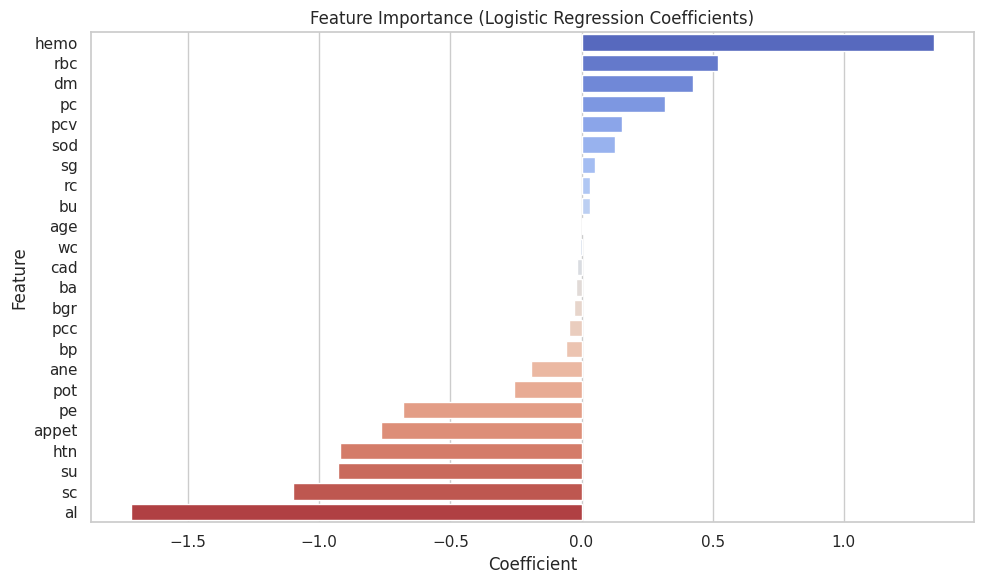 Feature Importance (Logistic Regression Coefficients)
hemo
rbc
dm
pc
pcv
sod
sg
rc
bu
age
wc
cad
ba
bgr
pcc
bp
ane
pot
pe
appet
htn
su
sc
al
Feature
−1.5 −1.0 −0.5 0.0 0.5 1.0
Coefficient